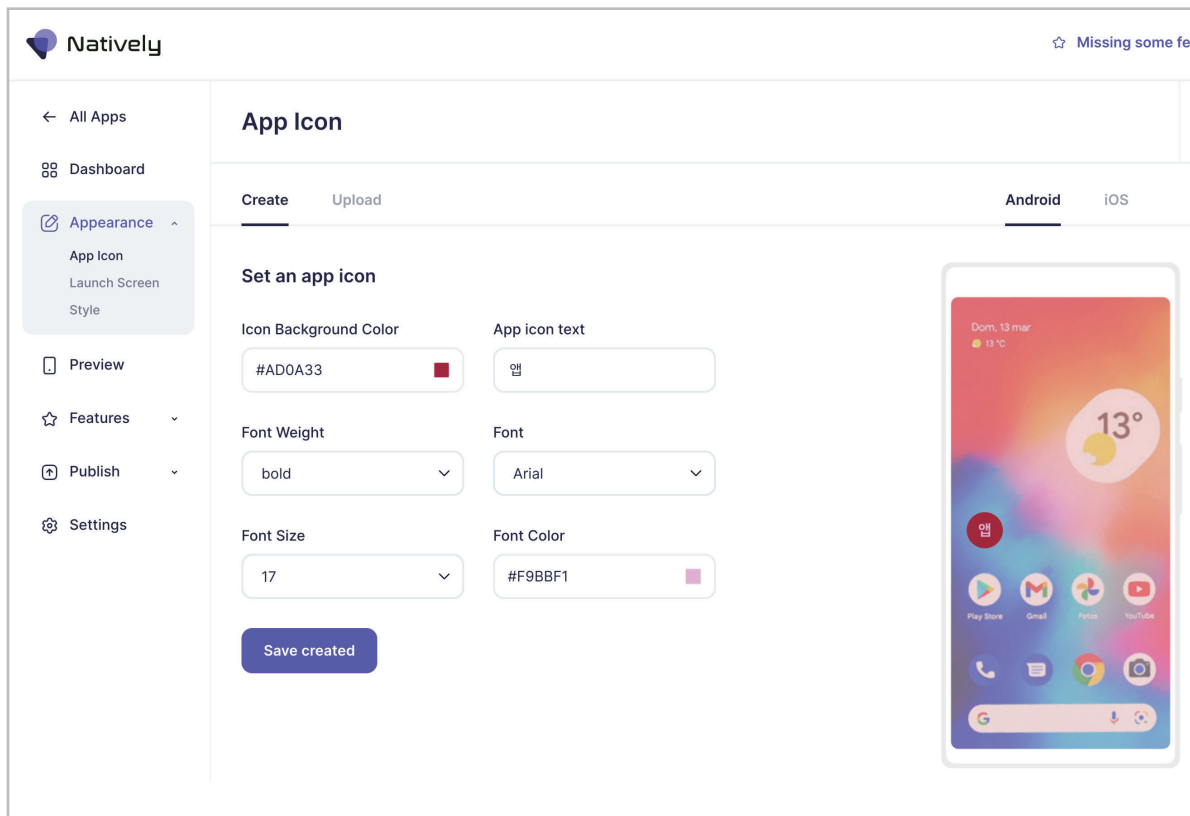 Natively
Missing some fe
All Apps
Dashboard
Appearance
App Icon
Launch Screen
Style
Preview
Features
Publish
Settings
App Icon
Create Upload
Android iOS
Set an app icon
Icon Background Color App icon text
#AD0A33 앱
Font Weight Font
bold Arial
Font Size Font Color
17 #F9BBF1
Save created
Dom, 13 mar
13 °C
13°
앱
Play Store Gmail Fotos YouTube
G